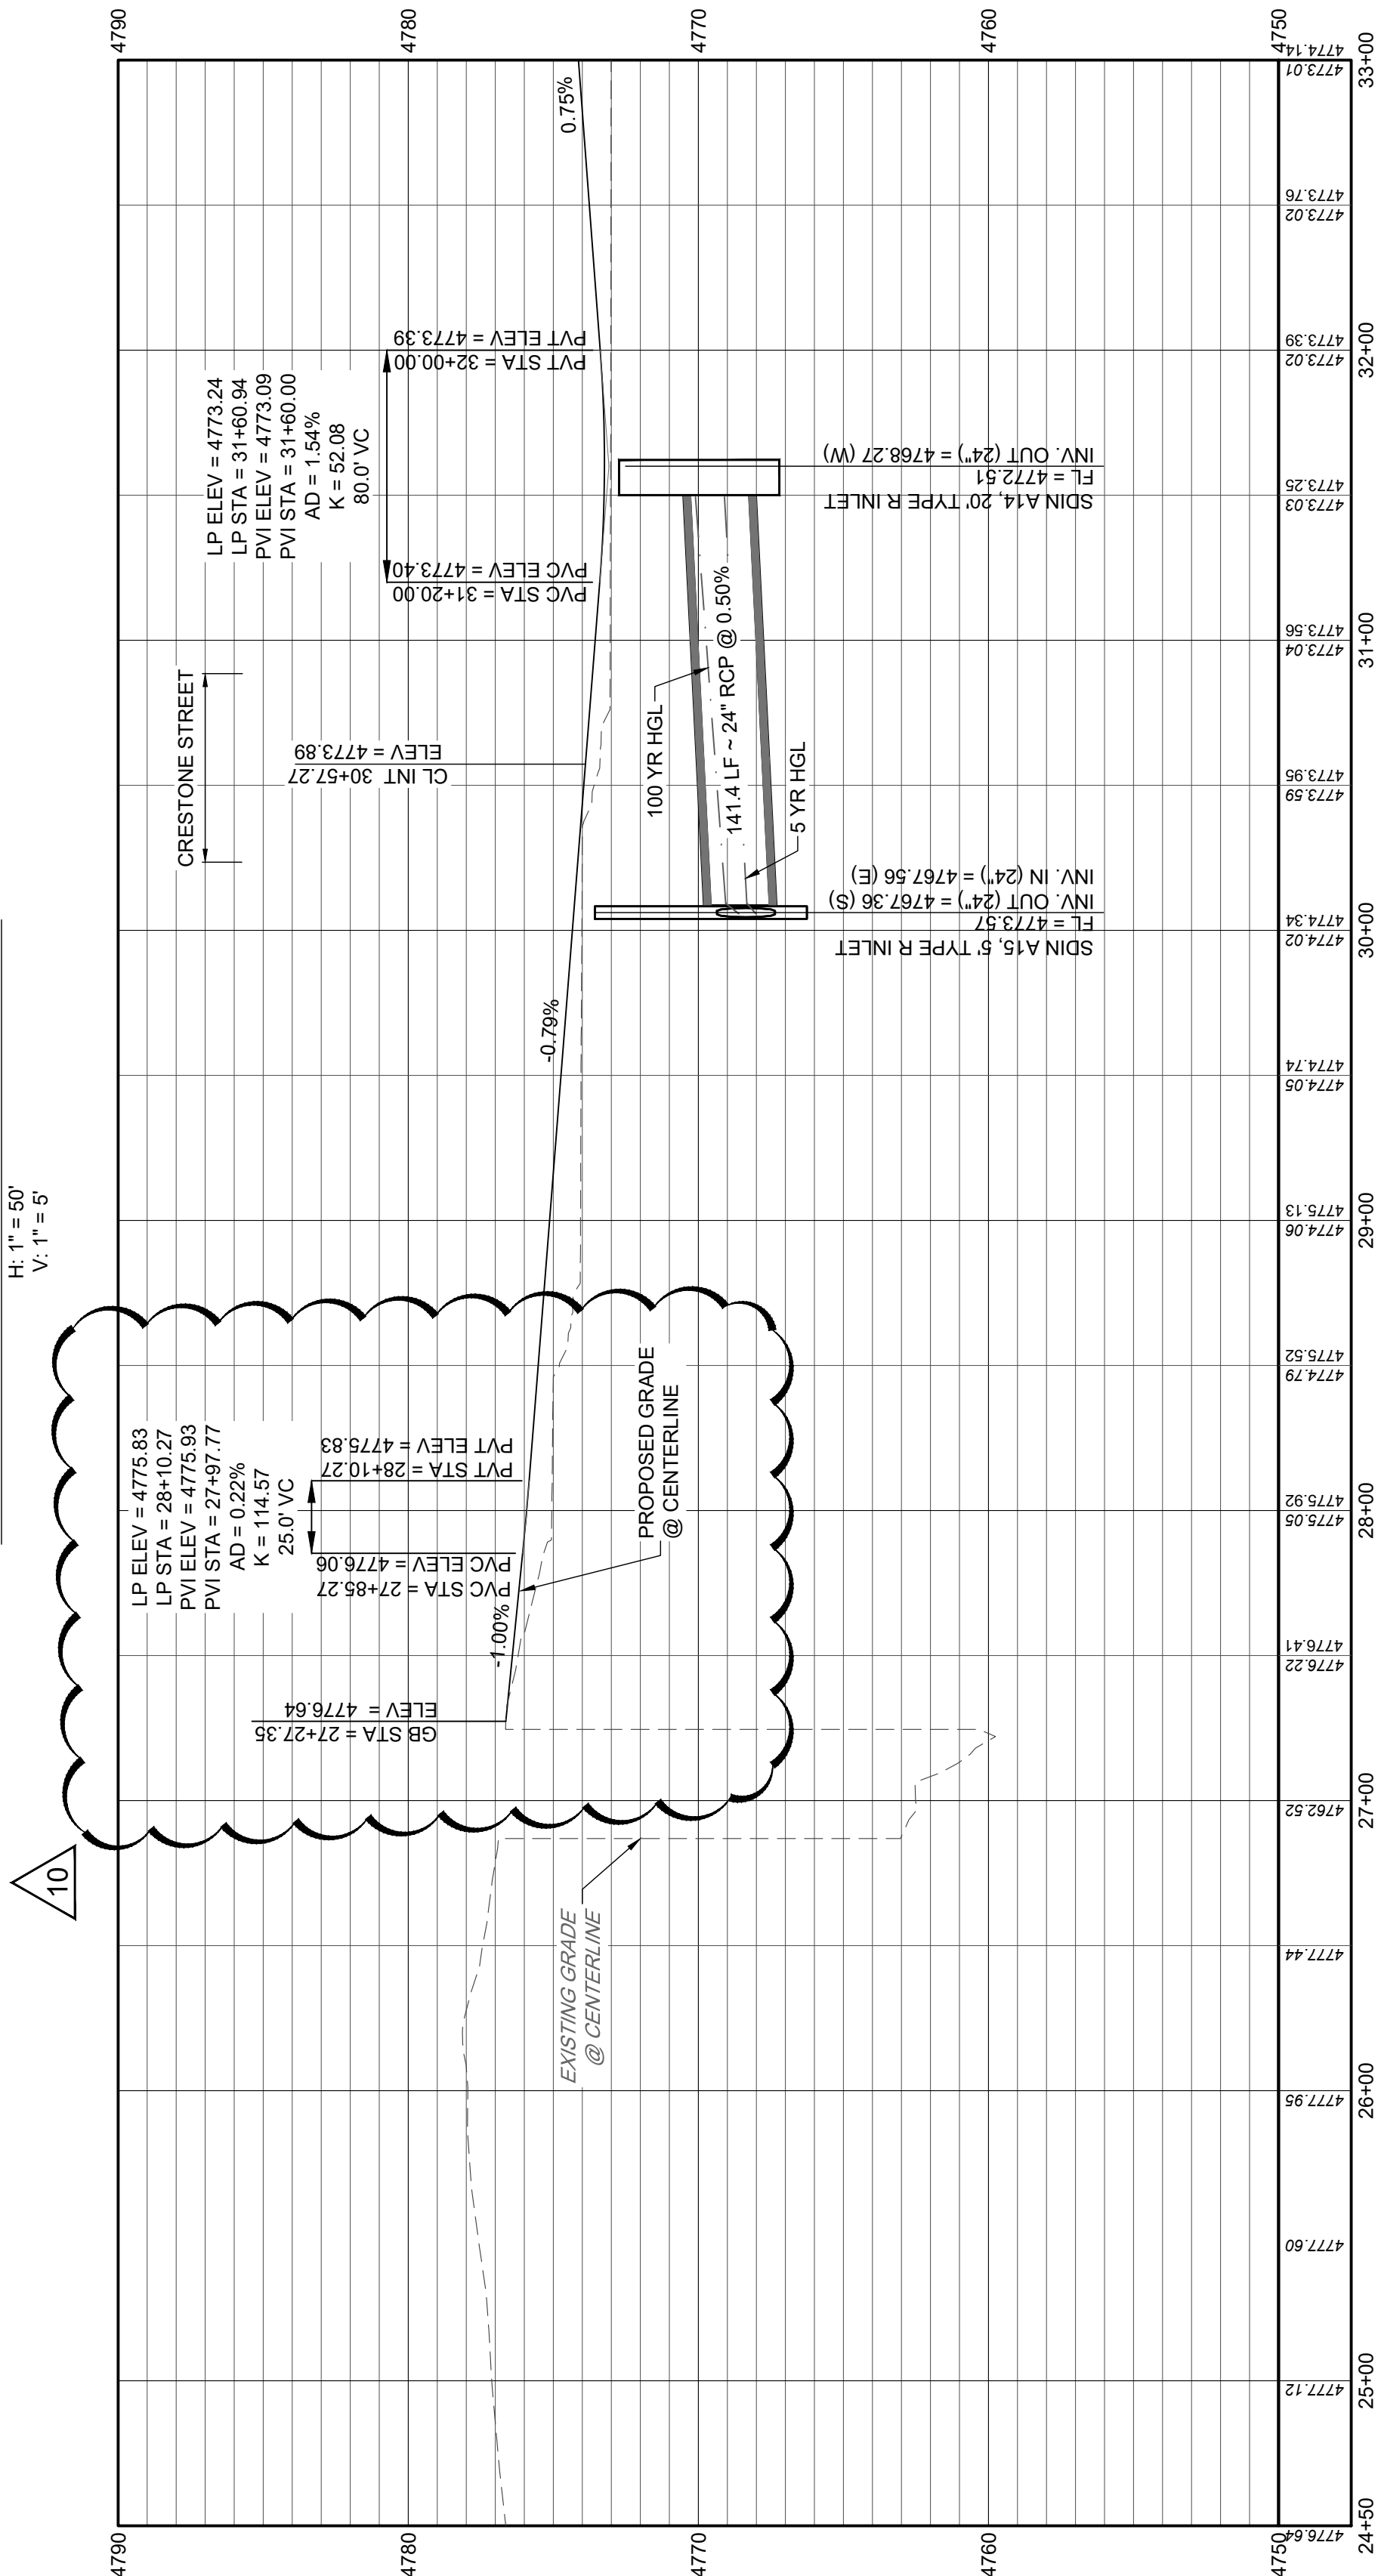 H: 1" = 50'
V: 1" = 5'
10
4790
4780
4770
4760
4750
4790
4780
4770
4760
4750
LP ELEV = 4775.83
LP STA = 28+10.27
PVI ELEV = 4775.93
PVI STA = 27+97.77
AD = 0.22%
K = 114.57
25.0' VC
PVC STA = 27+85.27
PVC ELEV = 4776.06
PVT STA = 28+10.27
PVT ELEV = 4775.83
GB STA = 27+27.35
ELEV = 4776.64
-1.00%
PROPOSED GRADE
@ CENTERLINE
EXISTING GRADE
@ CENTERLINE
-0.79%
CRESTONE STREET
CL INT 30+57.27
ELEV = 4773.89
LP ELEV = 4773.24
LP STA = 31+60.94
PVI ELEV = 4773.09
PVI STA = 31+60.00
AD = 1.54%
K = 52.08
80.0' VC
PVC STA = 31+20.00
PVC ELEV = 4773.40
PVT STA = 32+00.00
PVT ELEV = 4773.39
0.75%
100 YR HGL
141.4 LF ~ 24" RCP @ 0.50%
5 YR HGL
SDIN A15, 5' TYPE R INLET
FL = 4773.57
INV. OUT (24") = 4767.36 (S)
INV. IN (24") = 4767.56 (E)
SDIN A14, 20' TYPE R INLET
FL = 4772.51
INV. OUT (24") = 4768.27 (W)
4776.64
4777.12
4777.60
4777.95
4777.44
4762.52
4776.22
4776.41
4775.05
4775.92
4774.79
4775.52
4774.06
4775.13
4774.05
4774.74
4774.02
4774.34
4773.59
4773.95
4773.04
4773.56
4773.03
4773.25
4773.02
4773.39
4773.02
4773.76
4773.01
4774.14
24+50
25+00
26+00
27+00
28+00
29+00
30+00
31+00
32+00
33+00